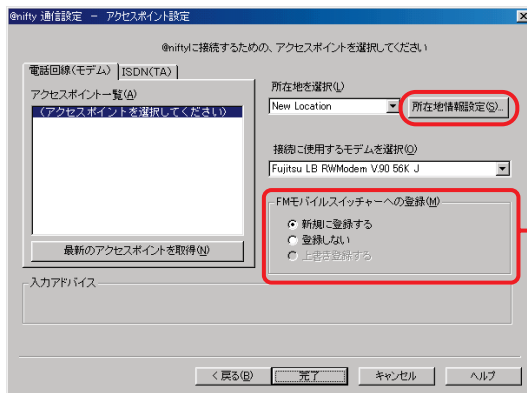 @nifty 通信設定 － アクセスポイント設定
@niftyに接続するための、アクセスポイントを選択してください
電話回線(モデム)
ISDN(TA)
アクセスポイント一覧(A)
(アクセスポイントを選択してください)
最新のアクセスポイントを取得(N)
所在地を選択(L)
New Location
所在地情報設定(S)...
接続に使用するモデムを選択(O)
Fujitsu LB RWModem V.90 56K J
FMモバイルスイッチャーへの登録(M)
新規に登録する
登録しない
上書き登録する
入力アドバイス
< 戻る(B)
完了
キャンセル
ヘルプ